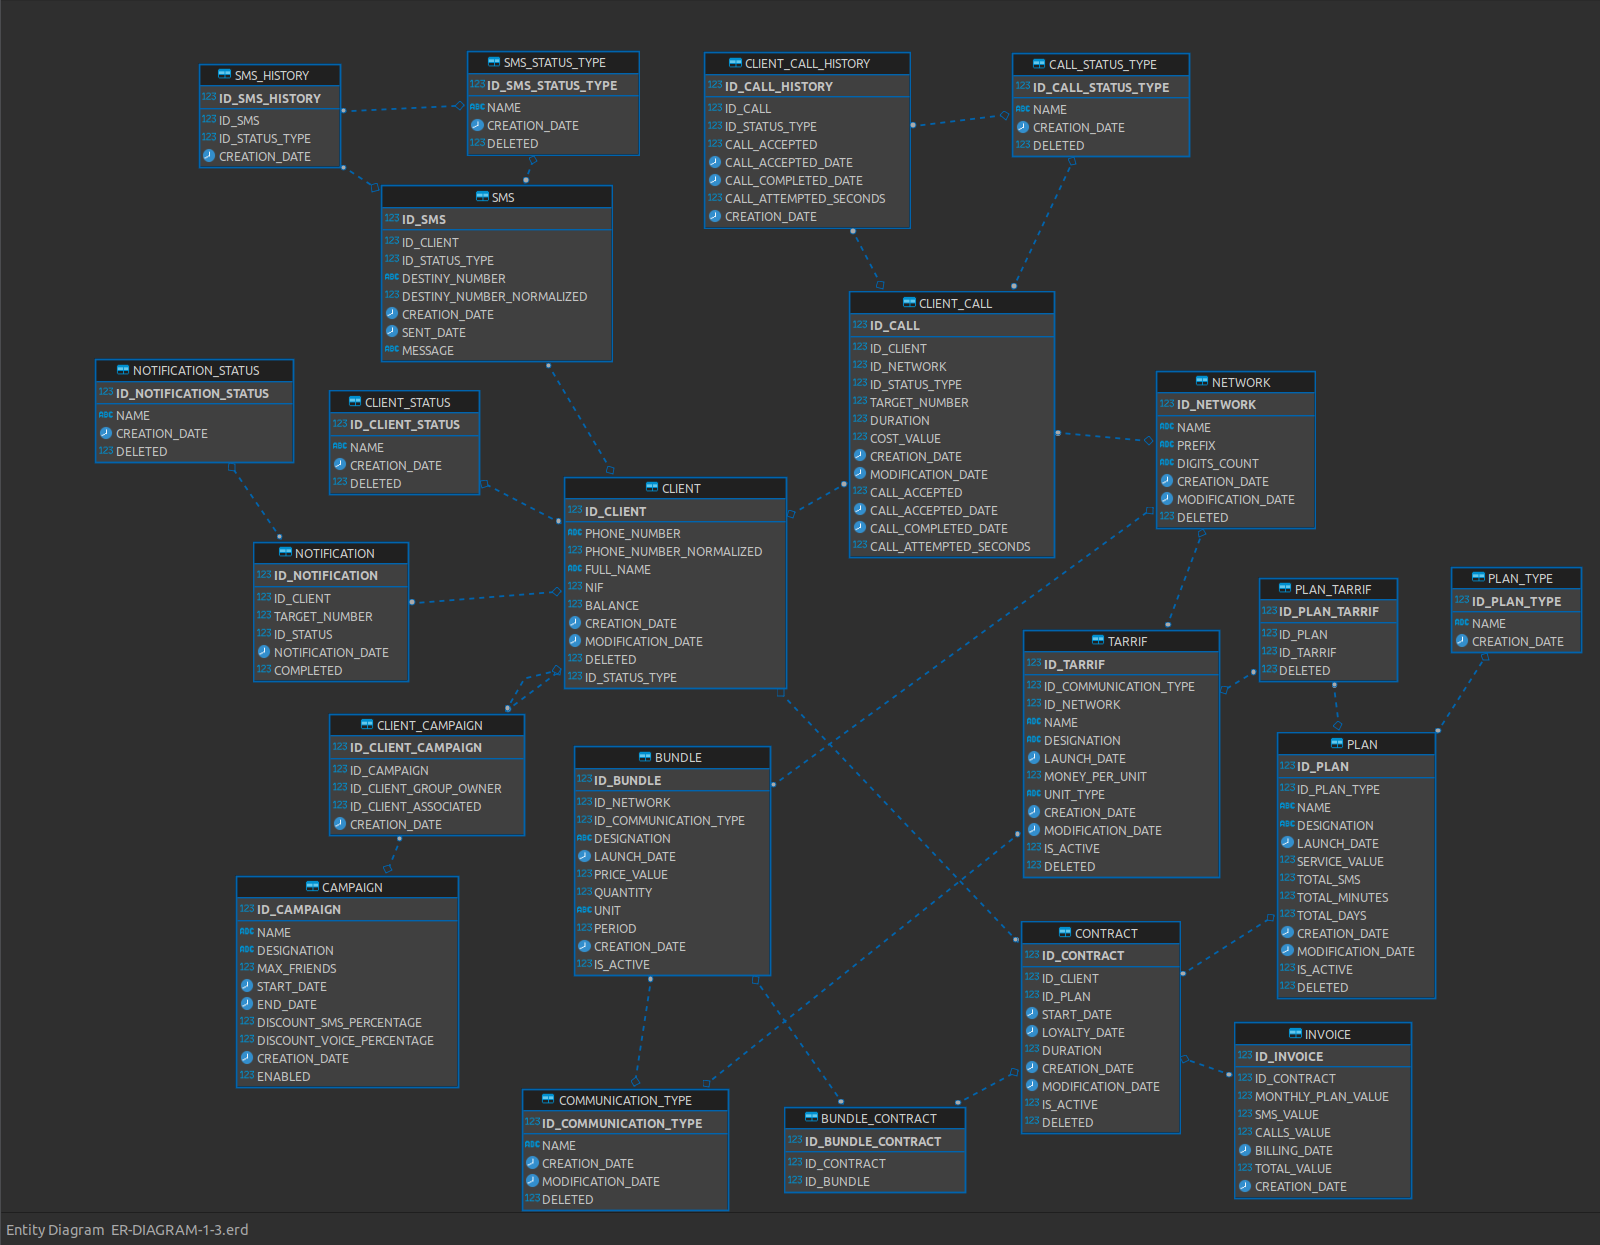 SMS_HISTORY
123 ID_SMS_HISTORY
123 ID_SMS
123 ID_STATUS_TYPE
CREATION_DATE
SMS_STATUS_TYPE
123 ID_SMS_STATUS_TYPE
ABC NAME
CREATION_DATE
123 DELETED
CLIENT_CALL_HISTORY
123 ID_CALL_HISTORY
123 ID_CALL
123 ID_STATUS_TYPE
123 CALL_ACCEPTED
CALL_ACCEPTED_DATE
CALL_COMPLETED_DATE
123 CALL_ATTEMPTED_SECONDS
CREATION_DATE
CALL_STATUS_TYPE
123 ID_CALL_STATUS_TYPE
ABC NAME
CREATION_DATE
123 DELETED
SMS
123 ID_SMS
123 ID_CLIENT
123 ID_STATUS_TYPE
ABC DESTINY_NUMBER
123 DESTINY_NUMBER_NORMALIZED
CREATION_DATE
SENT_DATE
ABC MESSAGE
CLIENT_CALL
123 ID_CALL
123 ID_CLIENT
123 ID_NETWORK
123 ID_STATUS_TYPE
123 TARGET_NUMBER
123 DURATION
123 COST_VALUE
CREATION_DATE
MODIFICATION_DATE
123 CALL_ACCEPTED
CALL_ACCEPTED_DATE
CALL_COMPLETED_DATE
123 CALL_ATTEMPTED_SECONDS
NOTIFICATION_STATUS
123 ID_NOTIFICATION_STATUS
ABC NAME
CREATION_DATE
123 DELETED
CLIENT_STATUS
123 ID_CLIENT_STATUS
ABC NAME
CREATION_DATE
123 DELETED
NETWORK
123 ID_NETWORK
ABC NAME
ABC PREFIX
ABC DIGITS_COUNT
CREATION_DATE
MODIFICATION_DATE
123 DELETED
CLIENT
123 ID_CLIENT
ABC PHONE_NUMBER
123 PHONE_NUMBER_NORMALIZED
ABC FULL_NAME
123 NIF
123 BALANCE
CREATION_DATE
MODIFICATION_DATE
123 DELETED
123 ID_STATUS_TYPE
NOTIFICATION
123 ID_NOTIFICATION
123 ID_CLIENT
123 TARGET_NUMBER
123 ID_STATUS
NOTIFICATION_DATE
123 COMPLETED
PLAN_TARRIF
123 ID_PLAN_TARRIF
123 ID_PLAN
123 ID_TARRIF
123 DELETED
PLAN_TYPE
123 ID_PLAN_TYPE
ABC NAME
CREATION_DATE
TARRIF
123 ID_TARRIF
123 ID_COMMUNICATION_TYPE
123 ID_NETWORK
ABC NAME
ABC DESIGNATION
LAUNCH_DATE
123 MONEY_PER_UNIT
ABC UNIT_TYPE
CREATION_DATE
MODIFICATION_DATE
123 IS_ACTIVE
123 DELETED
CLIENT_CAMPAIGN
123 ID_CLIENT_CAMPAIGN
123 ID_CAMPAIGN
123 ID_CLIENT_GROUP_OWNER
123 ID_CLIENT_ASSOCIATED
CREATION_DATE
BUNDLE
123 ID_BUNDLE
123 ID_NETWORK
123 ID_COMMUNICATION_TYPE
ABC DESIGNATION
LAUNCH_DATE
123 PRICE_VALUE
123 QUANTITY
ABC UNIT
123 PERIOD
CREATION_DATE
123 IS_ACTIVE
PLAN
123 ID_PLAN
123 ID_PLAN_TYPE
ABC NAME
ABC DESIGNATION
LAUNCH_DATE
123 SERVICE_VALUE
123 TOTAL_SMS
123 TOTAL_MINUTES
123 TOTAL_DAYS
CREATION_DATE
MODIFICATION_DATE
123 IS_ACTIVE
123 DELETED
CAMPAIGN
123 ID_CAMPAIGN
ABC NAME
ABC DESIGNATION
123 MAX_FRIENDS
START_DATE
END_DATE
123 DISCOUNT_SMS_PERCENTAGE
123 DISCOUNT_VOICE_PERCENTAGE
CREATION_DATE
123 ENABLED
CONTRACT
123 ID_CONTRACT
123 ID_CLIENT
123 ID_PLAN
START_DATE
LOYALTY_DATE
123 DURATION
CREATION_DATE
MODIFICATION_DATE
123 IS_ACTIVE
123 DELETED
INVOICE
123 ID_INVOICE
123 ID_CONTRACT
123 MONTHLY_PLAN_VALUE
123 SMS_VALUE
123 CALLS_VALUE
BILLING_DATE
123 TOTAL_VALUE
CREATION_DATE
COMMUNICATION_TYPE
123 ID_COMMUNICATION_TYPE
ABC NAME
CREATION_DATE
MODIFICATION_DATE
123 DELETED
BUNDLE_CONTRACT
123 ID_BUNDLE_CONTRACT
123 ID_CONTRACT
123 ID_BUNDLE
Entity Diagram ER-DIAGRAM-1-3.erd